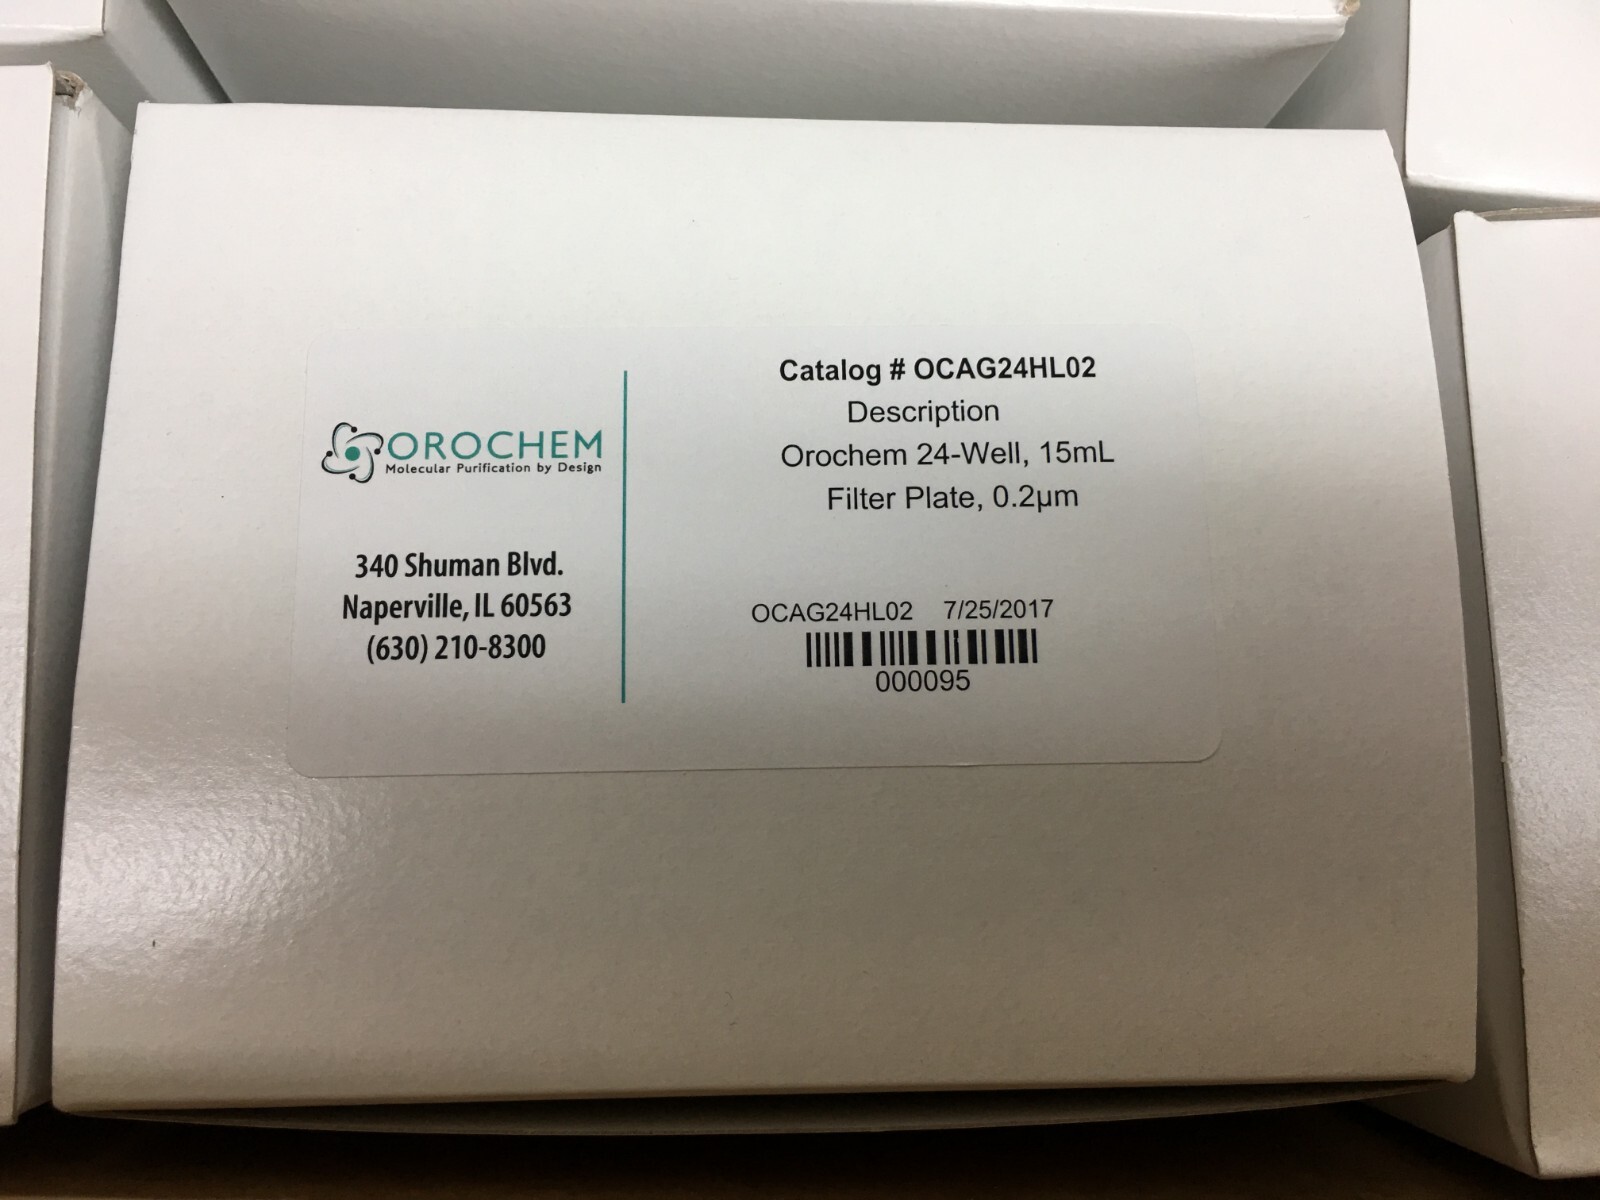 OROCHEM
Molecular Purification by Design
340 Shuman Blvd.
Naperville, IL 60563
(630) 210-8300
Catalog # OCAG24HL02
Description
Orochem 24-Well, 15mL
Filter Plate, 0.2µm
OCAG24HL02 7/25/2017
000095